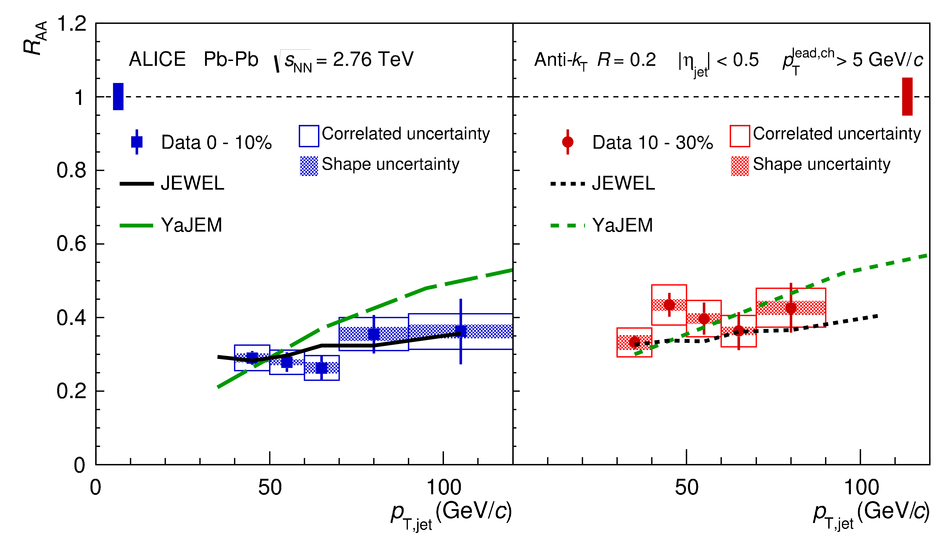 R_AA
1.2
1
0.8
0.6
0.4
0.2
0
ALICE Pb-Pb √s_NN = 2.76 TeV
Data 0 - 10%
Correlated uncertainty
Shape uncertainty
JEWEL
YaJEM
0 50 100
p_T,jet (GeV/c)
Anti-k_T R = 0.2 |η_jet| < 0.5 p_T^lead,ch > 5 GeV/c
Data 10 - 30%
Correlated uncertainty
Shape uncertainty
JEWEL
YaJEM
50 100
p_T,jet (GeV/c)